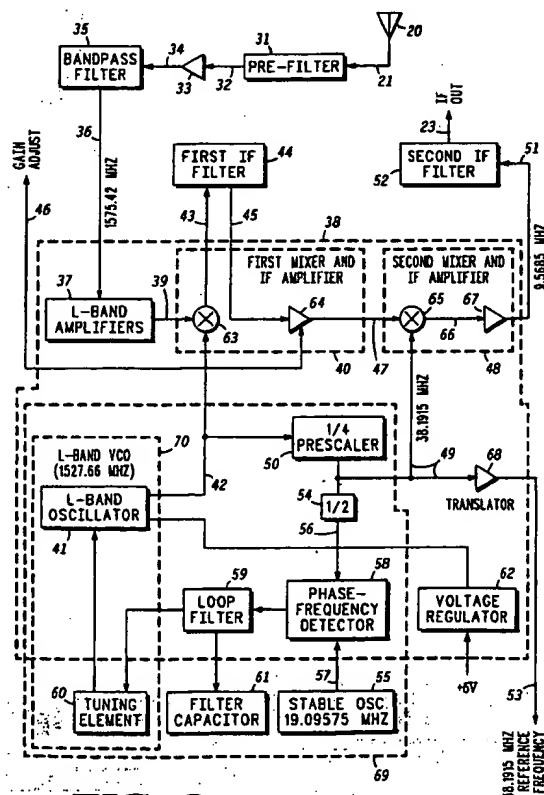 20
35
BANDPASS
FILTER
34
33
32
31
PRE-FILTER
21
36
1575.42 MHZ
GAIN
ADJUST
46
FIRST IF
FILTER
44
43
45
IF
OUT
23
SECOND IF
FILTER
52
51
9.5685 MHZ
38
37
L-BAND
AMPLIFIERS
39
FIRST MIXER AND
IF AMPLIFIER
64
63
40
47
SECOND MIXER AND
IF AMPLIFIER
65
67
66
48
38.1915 MHZ
49
68
TRANSLATOR
70
L-BAND VCO
(1527.66 MHZ)
L-BAND
OSCILLATOR
41
42
1/4
PRESCALER
50
54
1/2
56
58
PHASE-
FREQUENCY
DETECTOR
59
LOOP
FILTER
62
VOLTAGE
REGULATOR
+6V
53
60
TUNING
ELEMENT
61
FILTER
CAPACITOR
57
55
STABLE OSC.
19.09575 MHZ
69
38.1915 MHZ
REFERENCE
FREQUENCY